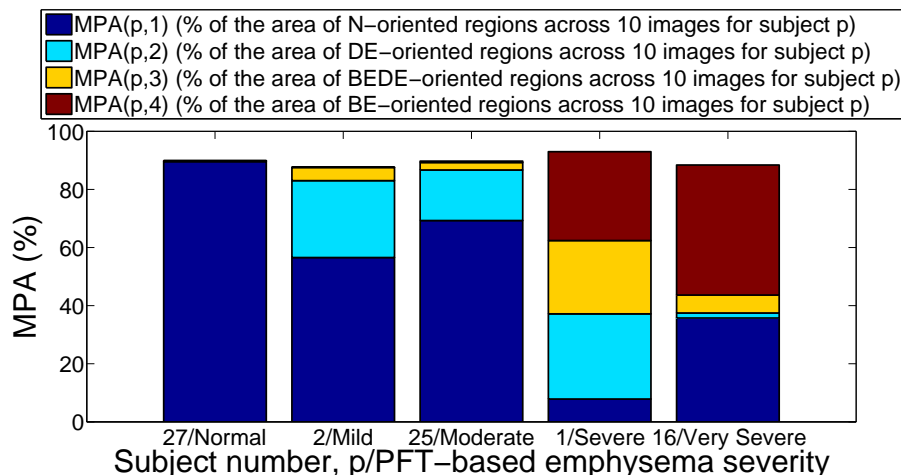 MPA(p,1) (% of the area of N−oriented regions across 10 images for subject p)
MPA(p,2) (% of the area of DE−oriented regions across 10 images for subject p)
MPA(p,3) (% of the area of BEDE−oriented regions across 10 images for subject p)
MPA(p,4) (% of the area of BE−oriented regions across 10 images for subject p)
100
80
60
40
20
0
MPA (%)
27/Normal 2/Mild 25/Moderate 1/Severe 16/Very Severe
Subject number, p/PFT−based emphysema severity